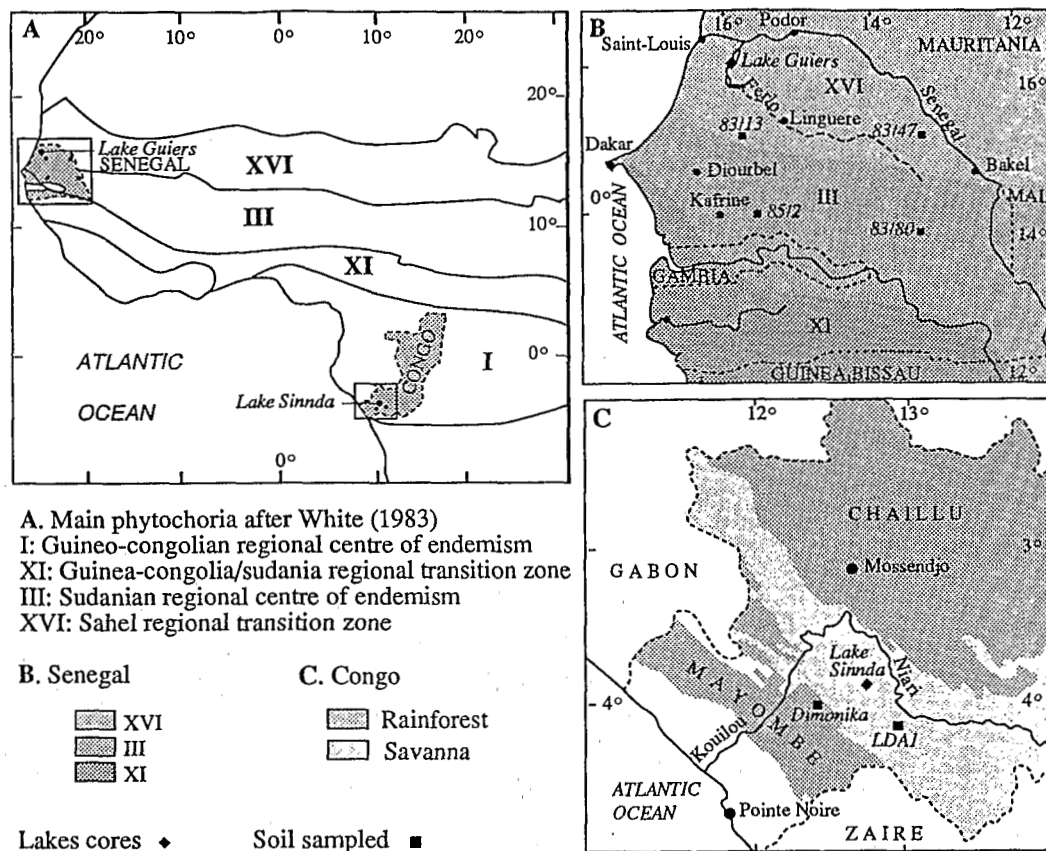 A
20° 10° 0° 10° 20°
20°
Lake Guiers
SENEGAL
XVI
III
10°
XI
ATLANTIC
OCEAN
CONGO
I
0°
Lake Sinnda
0° 10° 20°
B
16° Podor 14° 12°
Saint-Louis
MAURITANIA
Lake Guiers
XVI
16°
Ferlo
Senegal
Linguere
83/13
83/47
Dakar
Bakel
Diourbel
0°
Kafrine
III
MAL
85/2
83/80
14°
ATLANTIC OCEAN
GAMBIA
XI
GUINEA BISSAU
12°
C
12° 13°
CHAILLU
3°
GABON
Mossendjo
Lake
Sinnda
Niari
MAYOMBE
4°
4°
Dimonika
Kouilou
LDA1
ATLANTIC
OCEAN
Pointe Noire
ZAIRE
A. Main phytochoria after White (1983)
I: Guineo-congolian regional centre of endemism
XI: Guinea-congolia/sudania regional transition zone
III: Sudanian regional centre of endemism
XVI: Sahel regional transition zone
B. Senegal
XVI
III
XI
C. Congo
Rainforest
Savanna
Lakes cores
Soil sampled